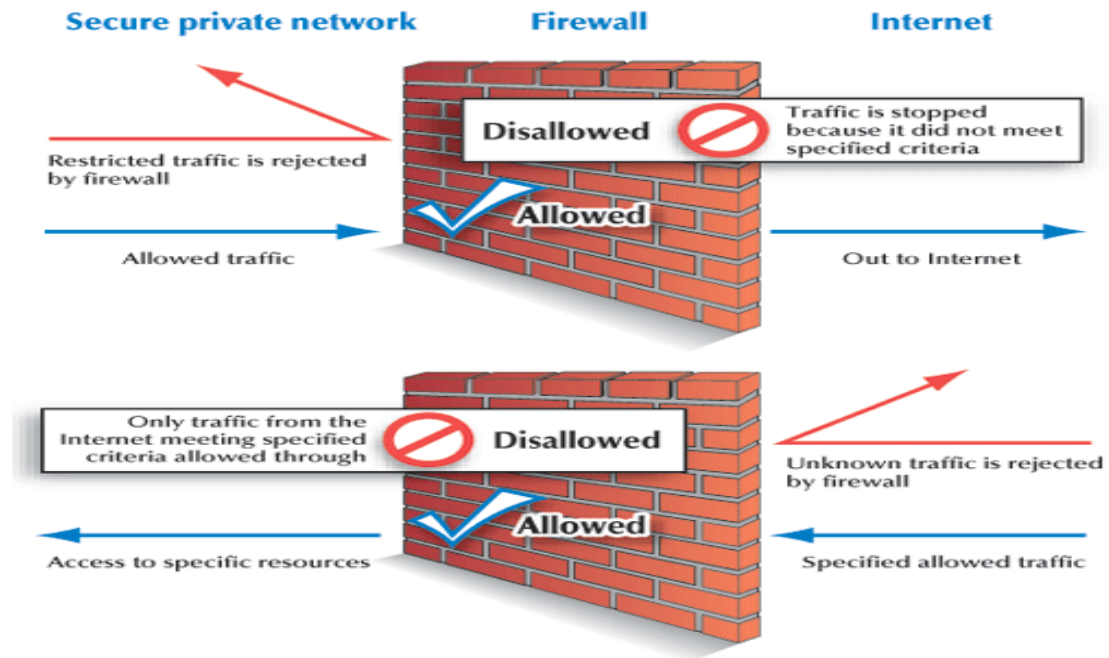 Secure private network
Firewall
Internet
Disallowed
Traffic is stopped
because it did not meet
specified criteria
Restricted traffic is rejected
by firewall
Allowed
Allowed traffic
Out to Internet
Only traffic from the
Internet meeting specified
criteria allowed through
Disallowed
Unknown traffic is rejected
by firewall
Allowed
Access to specific resources
Specified allowed traffic